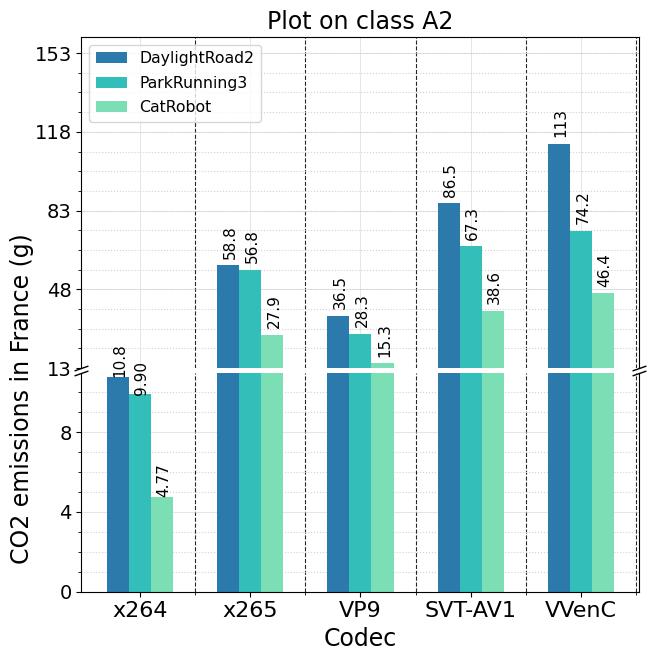 Plot on class A2
DaylightRoad2
ParkRunning3
CatRobot
153
118
83
48
13
8
4
0
CO2 emissions in France (g)
10.8
9.90
4.77
58.8
56.8
27.9
36.5
28.3
15.3
86.5
67.3
38.6
113
74.2
46.4
x264
x265
VP9
SVT-AV1
VVenC
Codec